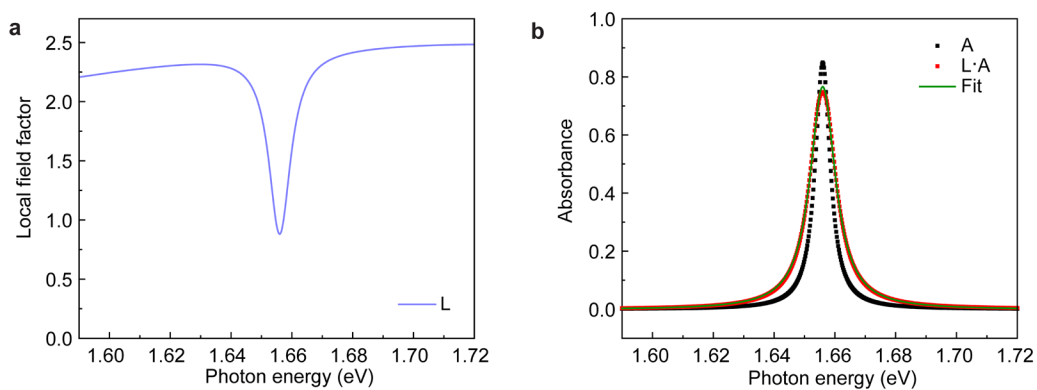 a
Local field factor
2.5
2.0
1.5
1.0
0.5
0.0
L
1.60 1.62 1.64 1.66 1.68 1.70 1.72
Photon energy (eV)
b
Absorbance
1.0
0.8
0.6
0.4
0.2
0.0
A
L·A
Fit
1.60 1.62 1.64 1.66 1.68 1.70 1.72
Photon energy (eV)